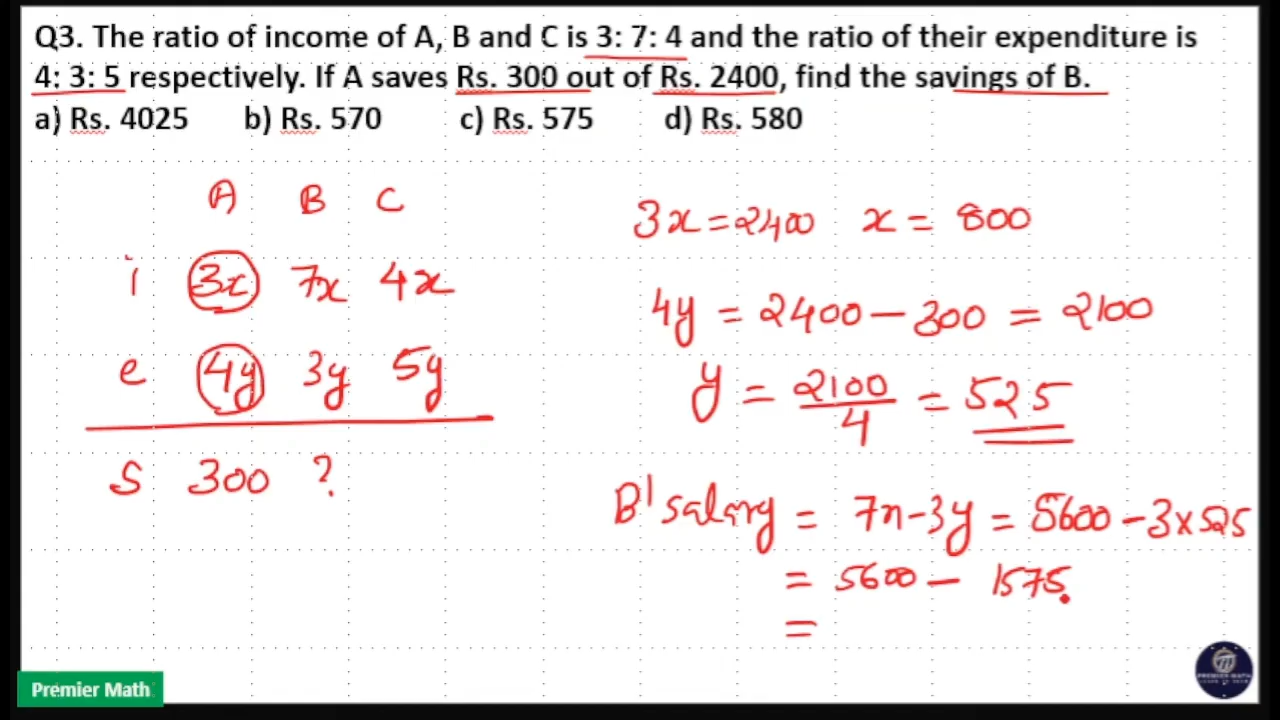 Q3. The ratio of income of A, B and C is 3: 7: 4 and the ratio of their expenditure is
4: 3: 5 respectively. If A saves Rs. 300 out of Rs. 2400, find the savings of B.
a) Rs. 4025 b) Rs. 570 c) Rs. 575 d) Rs. 580
A B C
i 3x 7x 4x
e 4y 3y 5y
S 300 ?
3x = 2400 x = 800
4y = 2400 - 300 = 2100
y = 2100/4 = 525
B' salary = 7x - 3y = 5600 - 3x525
= 5600 - 1575
=
Premier Math
PREMIER MATH